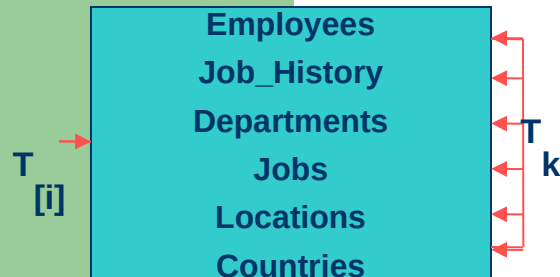 Employees
Job_History
Departments
Jobs
Locations
Countries
T
[i]
T
k